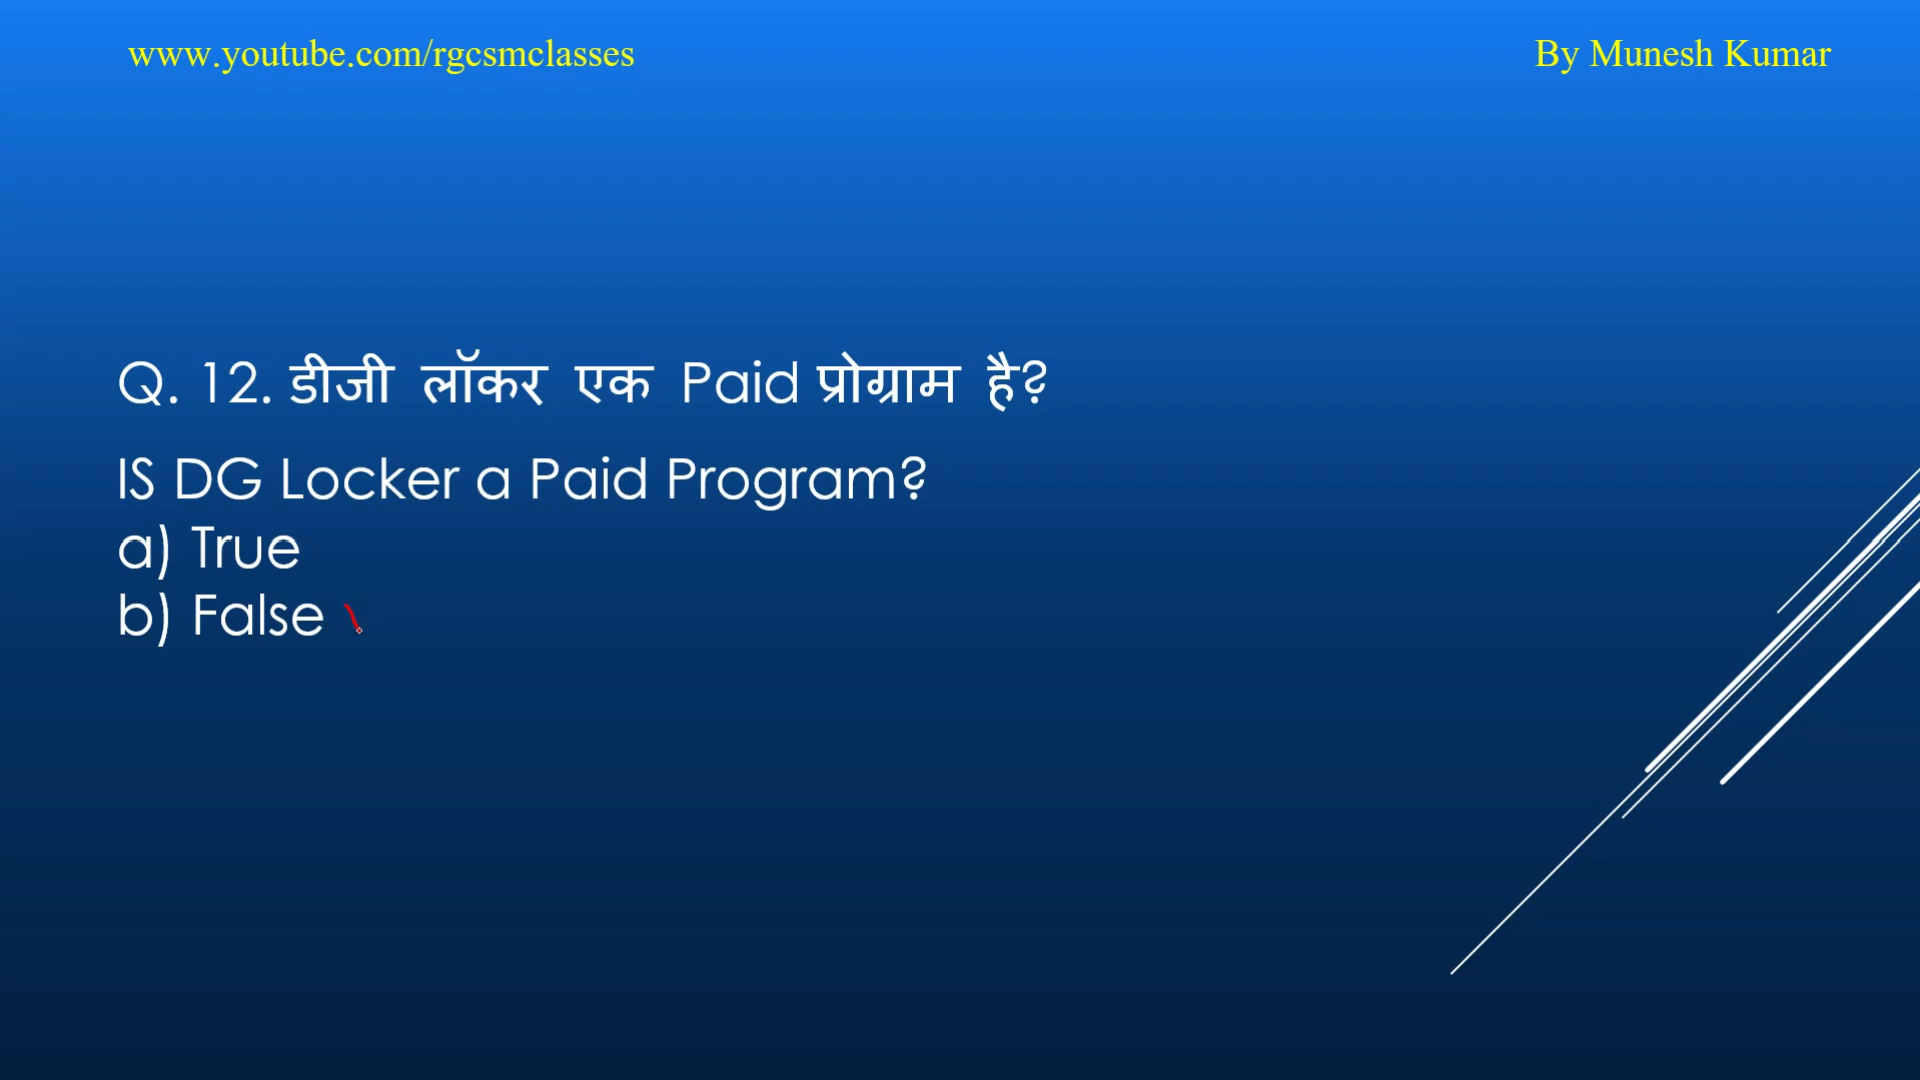 www.youtube.com/rgcsmclasses
By Munesh Kumar
Q. 12. डीजी लॉकर एक Paid प्रोग्राम है?
IS DG Locker a Paid Program?
a) True
b) False